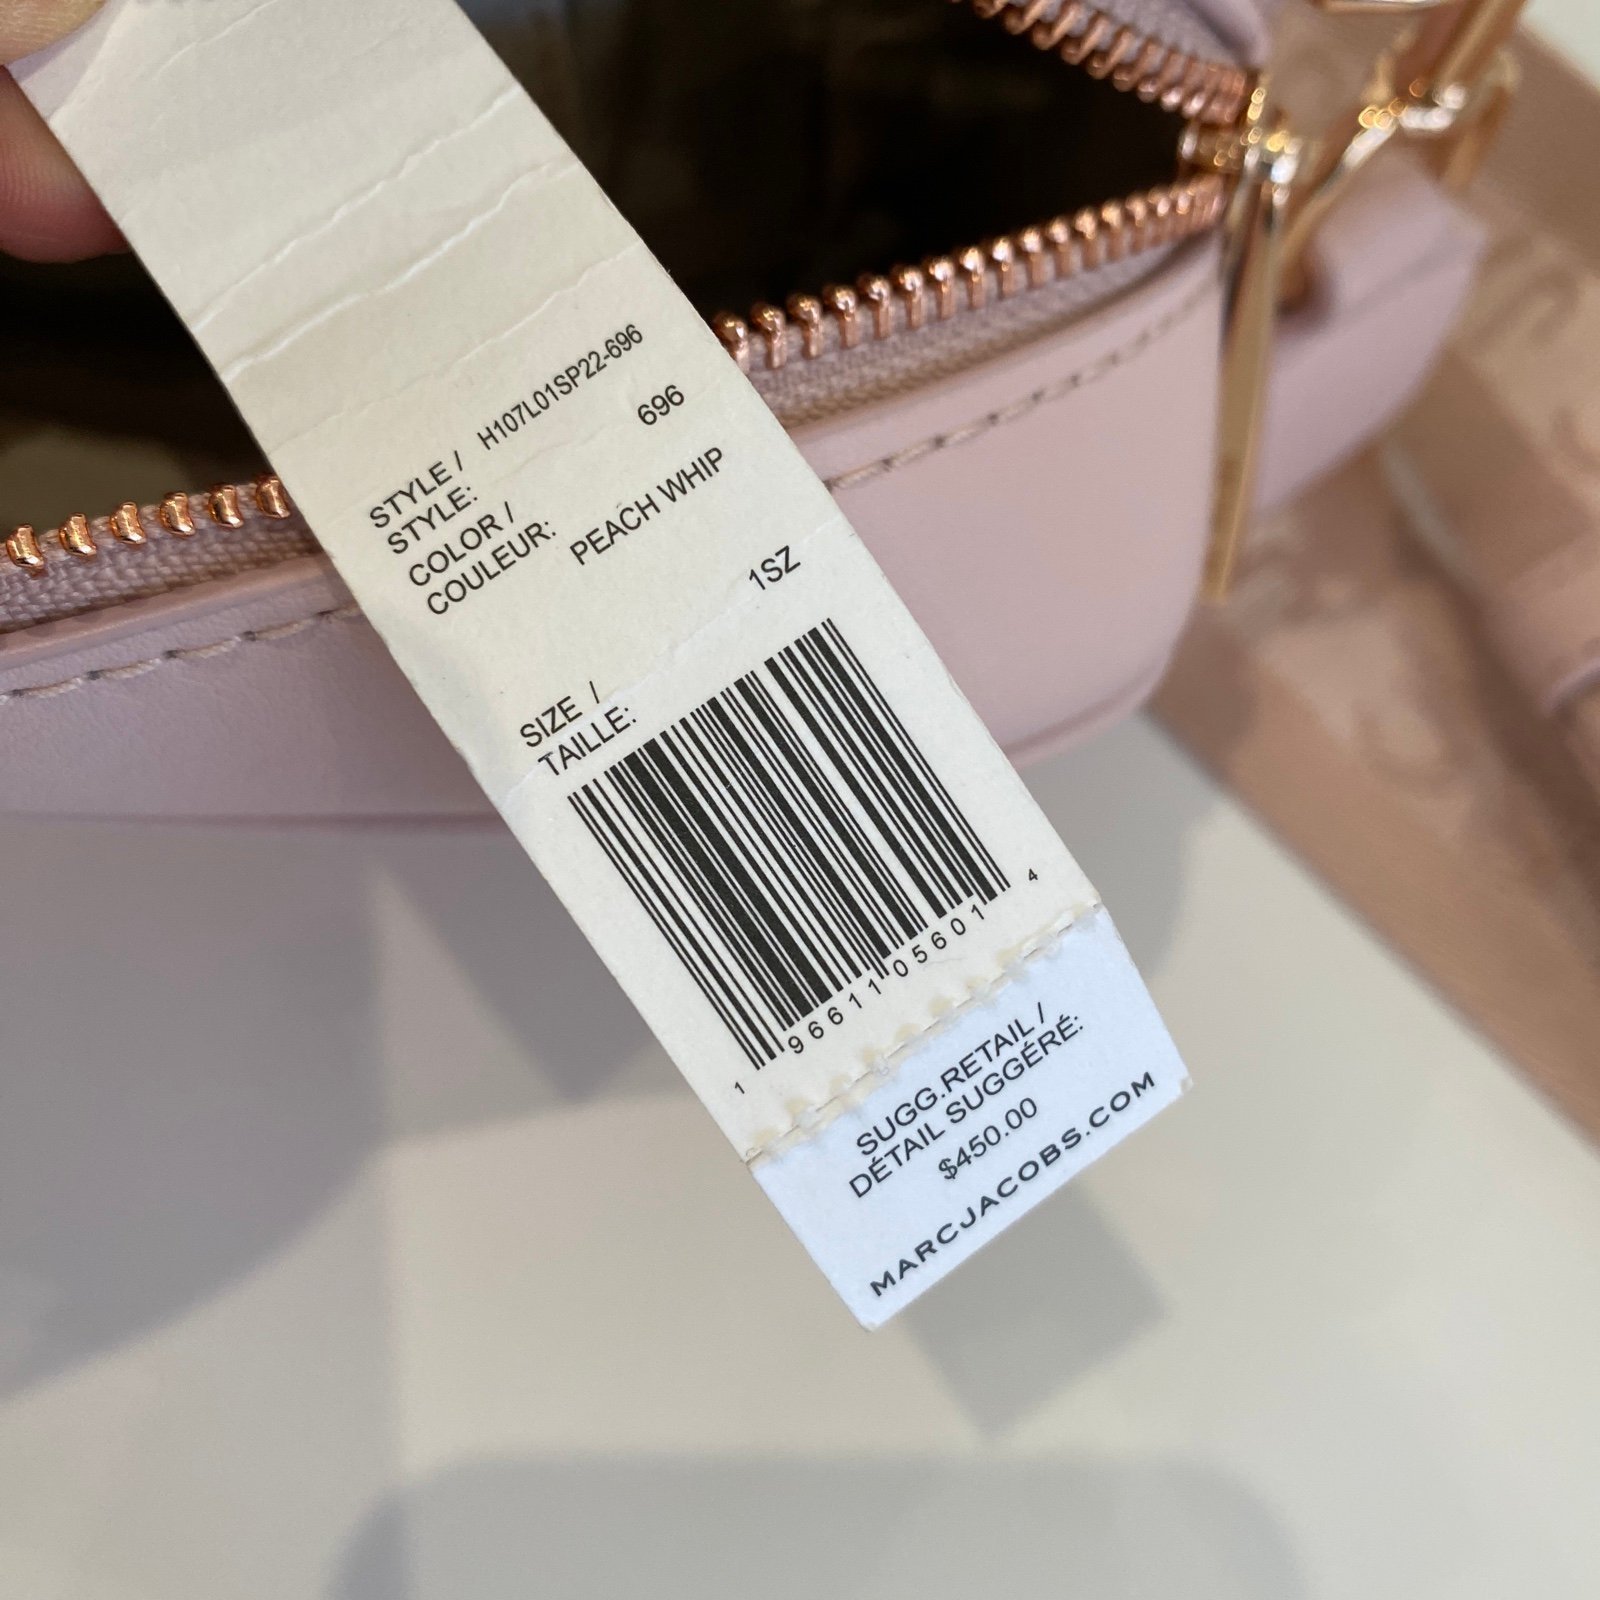 STYLE / H107L01SP22-696
STYLE:
COLOR / 696
COULEUR: PEACH WHIP
SIZE / 1SZ
TAILLE:
1 96611 05601 4
SUGG.RETAIL /
DÉTAIL SUGGÉRÉ:
$450.00
MARCJACOBS.COM